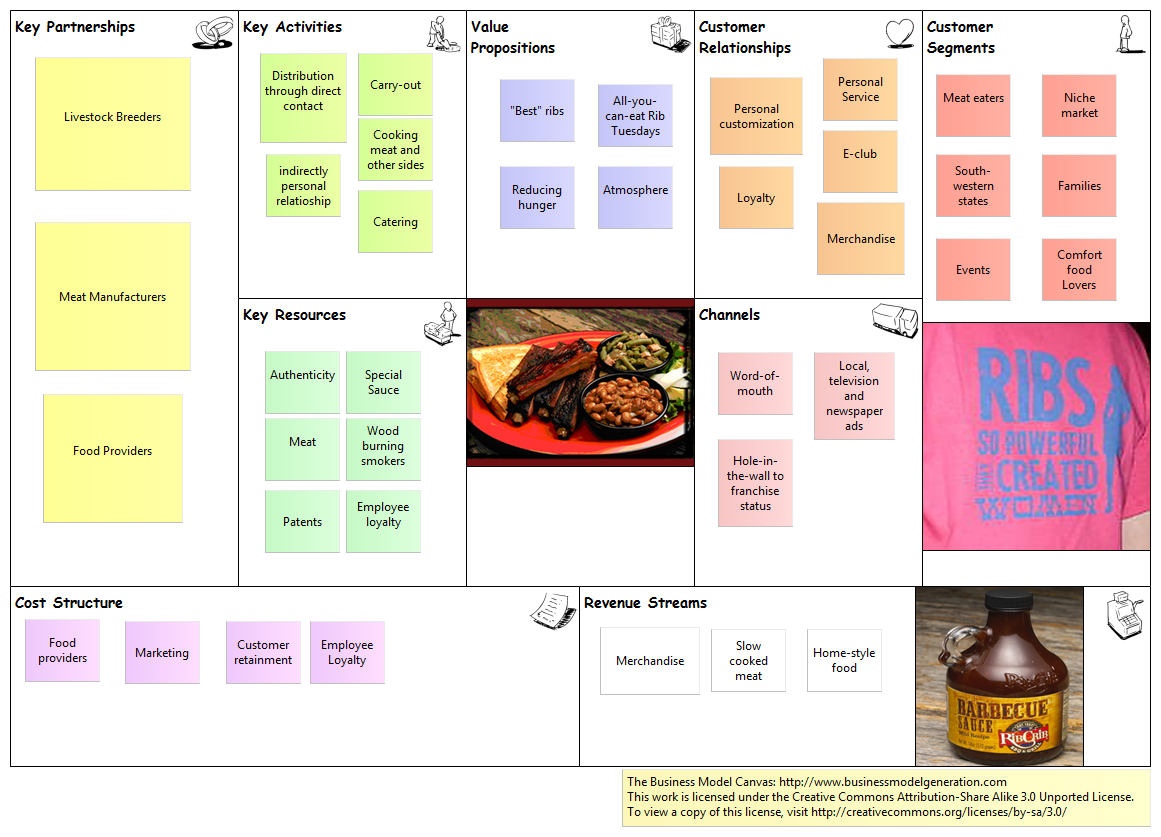 Key Partnerships
Livestock Breeders
Meat Manufacturers
Food Providers
Key Activities
Distribution
through direct
contact
Carry-out
Cooking
meat and
other sides
indrectly
personal
relatioship
Catering
Value
Propositions
"Best" ribs
All-you-
can-eat Rib
Tuesdays
Reducing
hunger
Atmosphere
Customer
Relationships
Personal
customization
Personal
Service
E-club
Loyalty
Merchandise
Customer
Segments
Meat eaters
Niche
market
South-
western
states
Families
Events
Comfort
food
Lovers
Key Resources
Authenticity
Special
Sauce
Meat
Wood
burning
smokers
Patents
Employee
loyalty
Channels
Word-of-
mouth
Local,
television
and
newspaper
ads
Hole-in-
the-wall to
franchise
status
RIBS
SO POWERFUL
THEY CREATED
WOMEN
Cost Structure
Food
providers
Marketing
Customer
retainment
Employee
Loyalty
Revenue Streams
Merchandise
Slow
cooked
meat
Home-style
food
BARBECUE
SAUCE
RibCrib
The Business Model Canvas: http://www.businessmodelgeneration.com
This work is licensed under the Creative Commons Attribution-Share Alike 3.0 Unported License.
To view a copy of this license, visit http://creativecommons.org/licenses/by-sa/3.0/